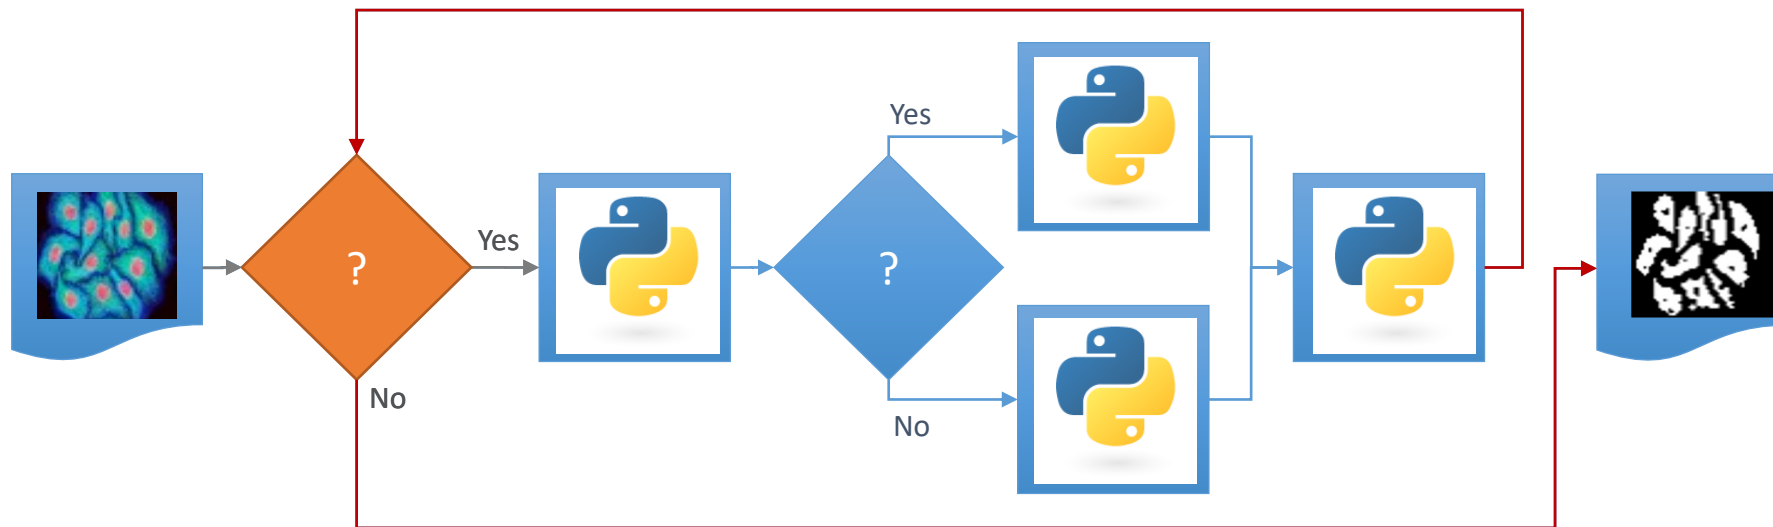 ?
Yes
No
?
Yes
No